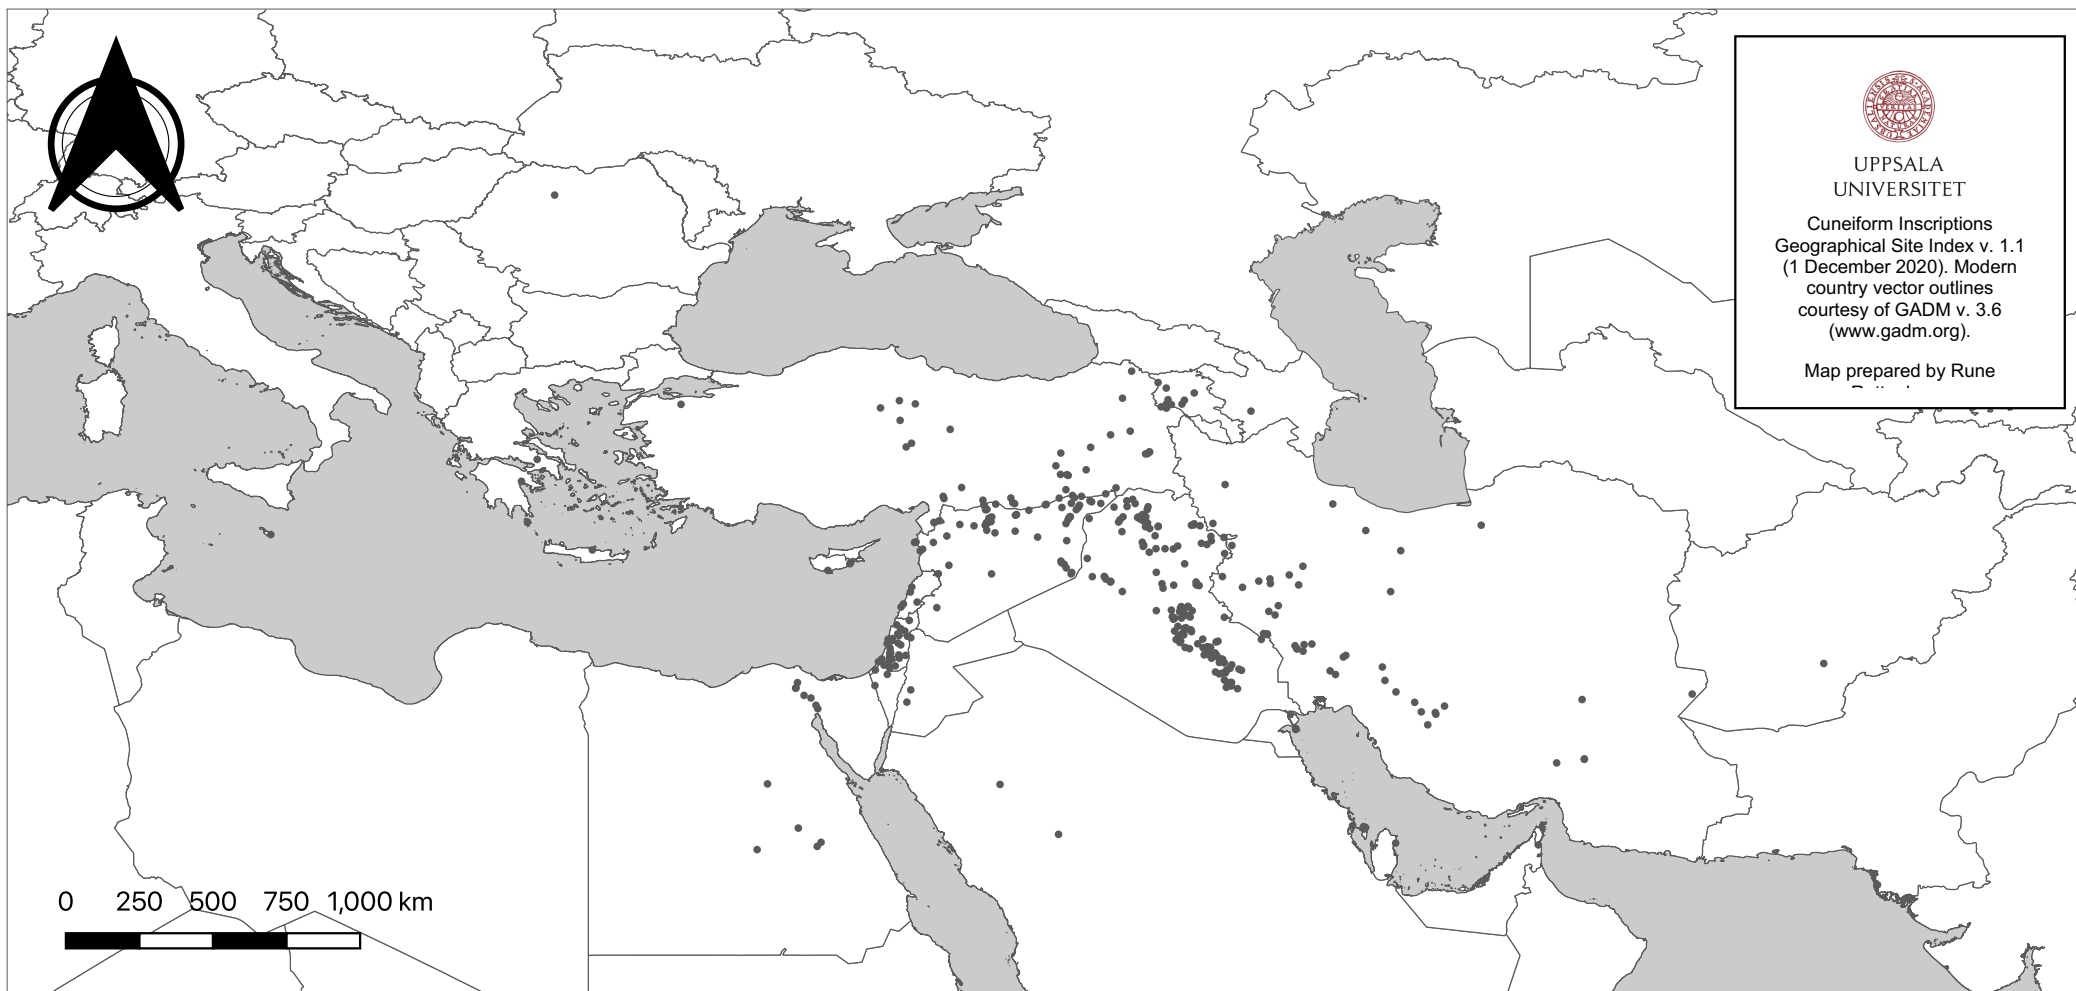 UPPSALA
UNIVERSITET
Cuneiform Inscriptions
Geographical Site Index v. 1.1
(1 December 2020). Modern
country vector outlines
courtesy of GADM v. 3.6
(www.gadm.org).
Map prepared by Rune
0 250 500 750 1,000 km